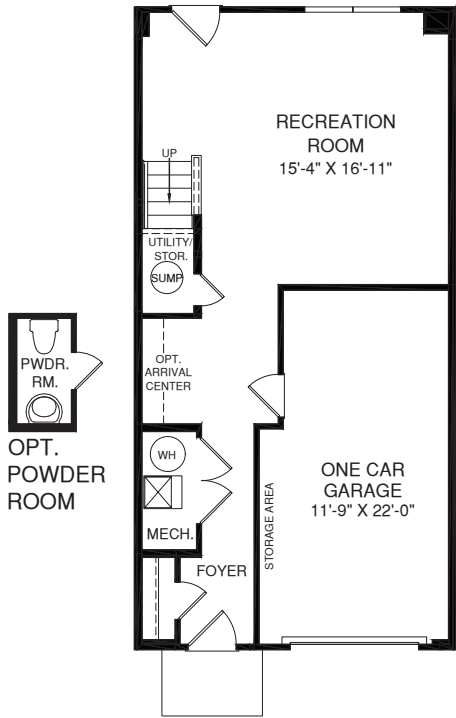 RECREATION
ROOM
15'-4" X 16'-11"
UP
UTILITY/
STOR.
SUMP
PWDR.
RM.
OPT.
POWDER
ROOM
OPT.
ARRIVAL
CENTER
WH
MECH.
FOYER
STORAGE AREA
ONE CAR
GARAGE
11'-9" X 22'-0"